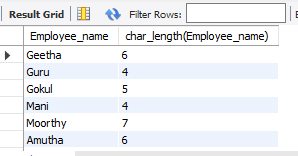 Result Grid Filter Rows:
Employee_name char_length(Employee_name)
Geetha 6
Guru 4
Gokul 5
Mani 4
Moorthy 7
Amutha 6